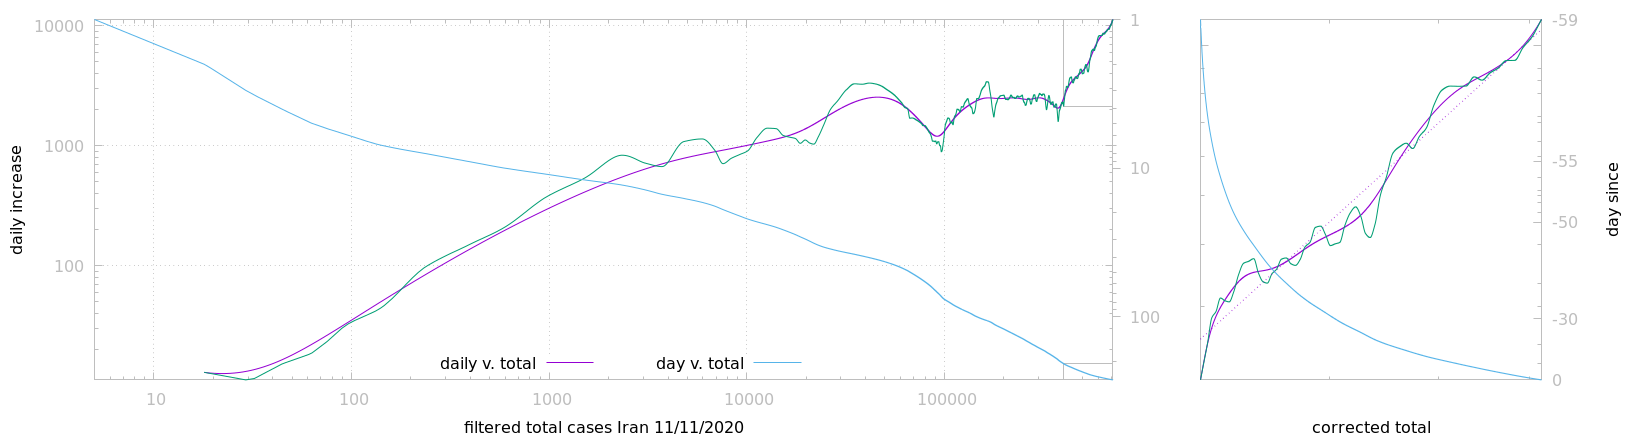 10000
1000
100
daily increase
10
100
1000
10000
100000
filtered total cases Iran 11/11/2020
daily v. total
day v. total
1
10
100
-59
-55
-50
-30
0
day since
corrected total